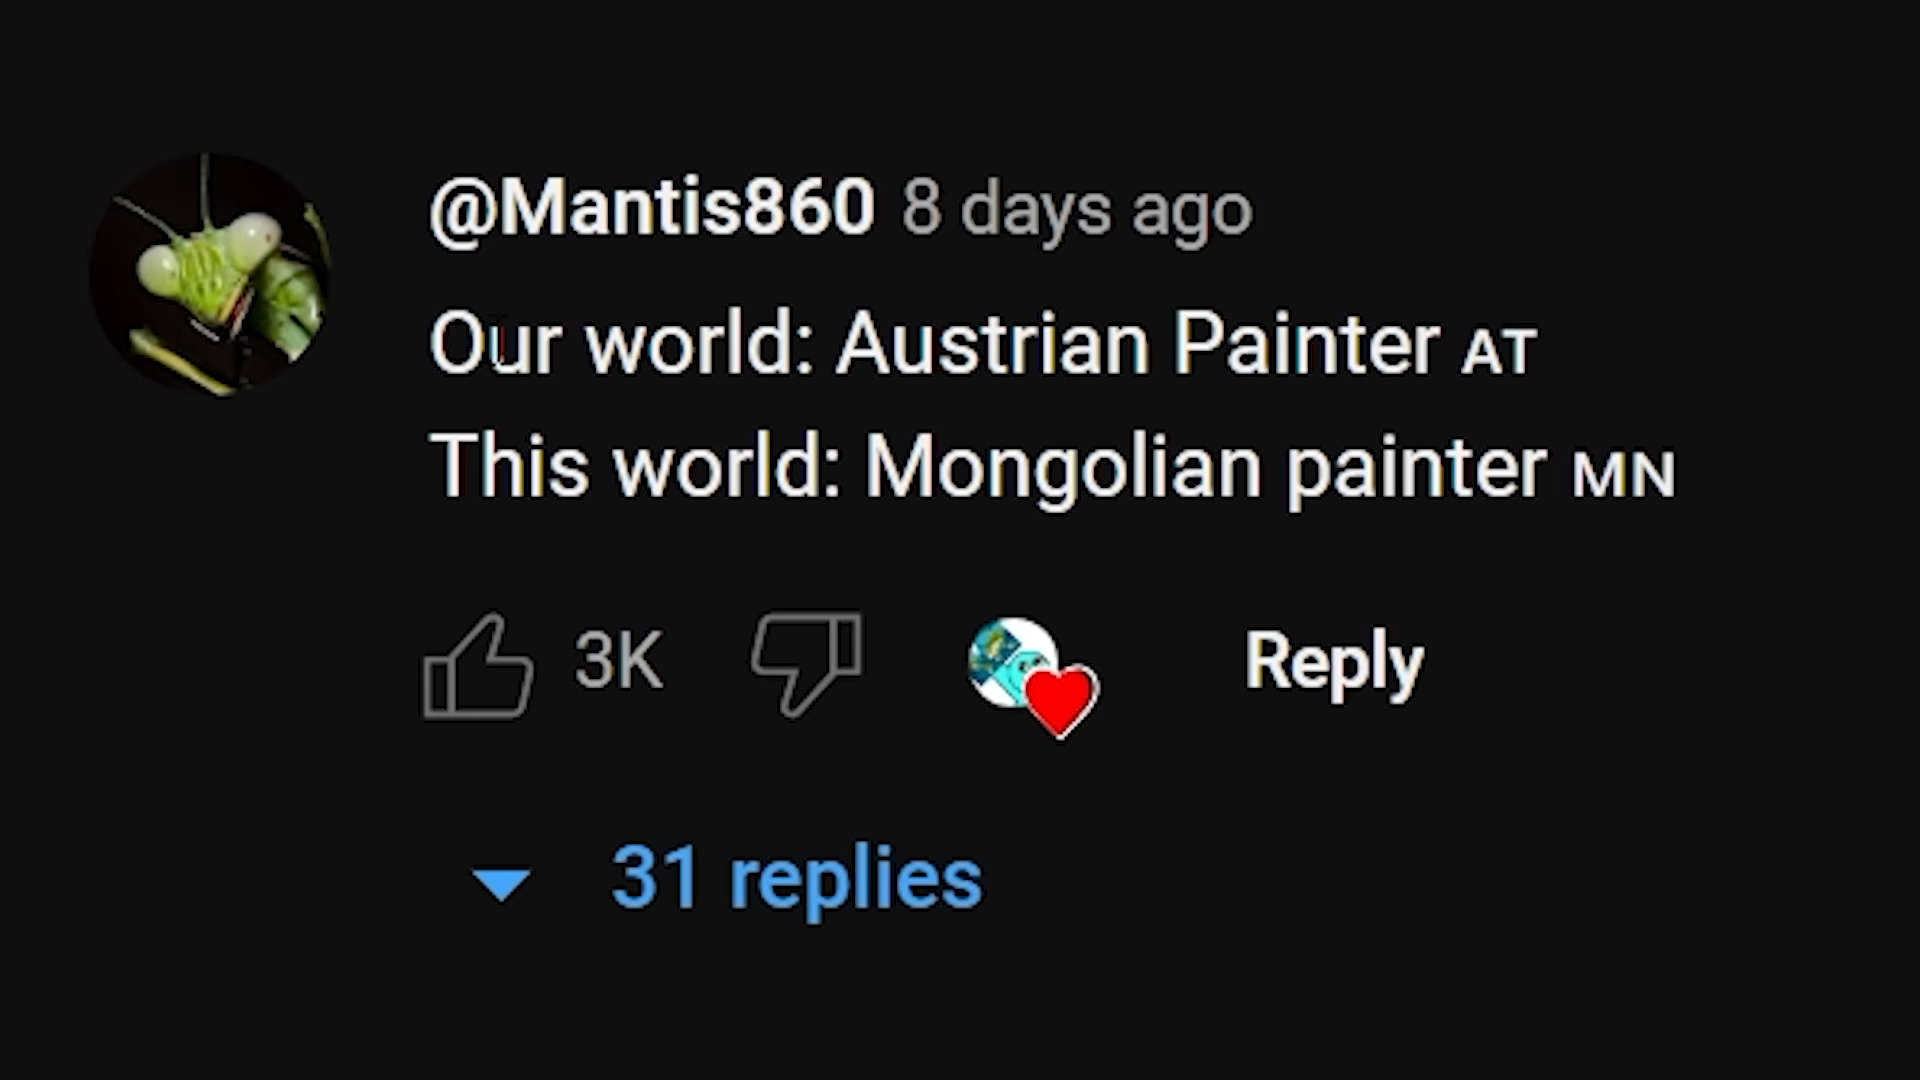 @Mantis860 8 days ago
Our world: Austrian Painter AT
This world: Mongolian painter MN
3K Reply
31 replies